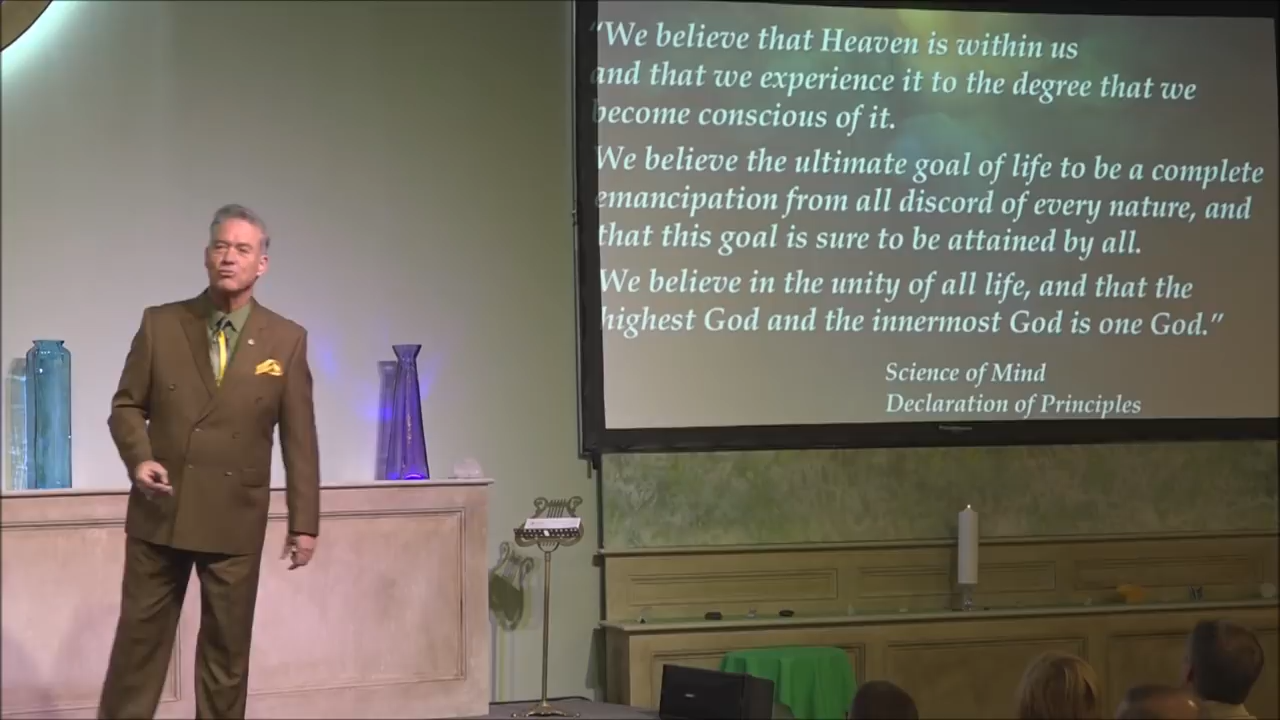 "We believe that Heaven is within us
and that we experience it to the degree that we
become conscious of it.
We believe the ultimate goal of life to be a complete
emancipation from all discord of every nature, and
that this goal is sure to be attained by all.
We believe in the unity of all life, and that the
highest God and the innermost God is one God."
Science of Mind
Declaration of Principles